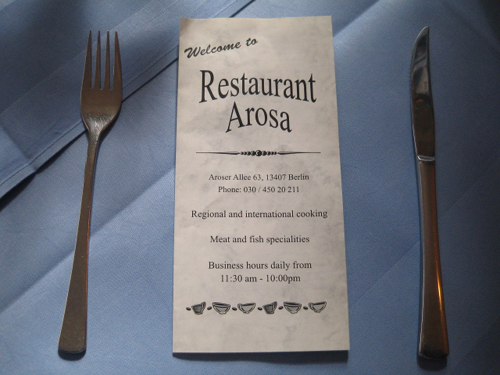 Welcome to
Restaurant
Arosa
Aroser Allee 63, 13407 Berlin
Phone: 030 / 450 20 211
Regional and international cooking
Meat and fish specialities
Business hours daily from
11:30 am - 10:00pm